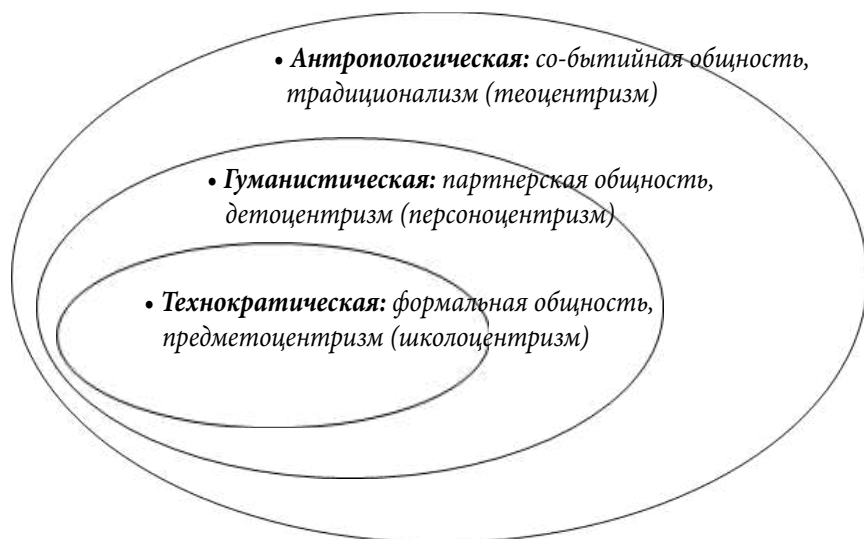 • Антропологическая: со-бытийная общность,
традиционализм (теоцентризм)
• Гуманистическая: партнерская общность,
детоцентризм (персоноцентризм)
• Технократическая: формальная общность,
предметоцентризм (школоцентризм)